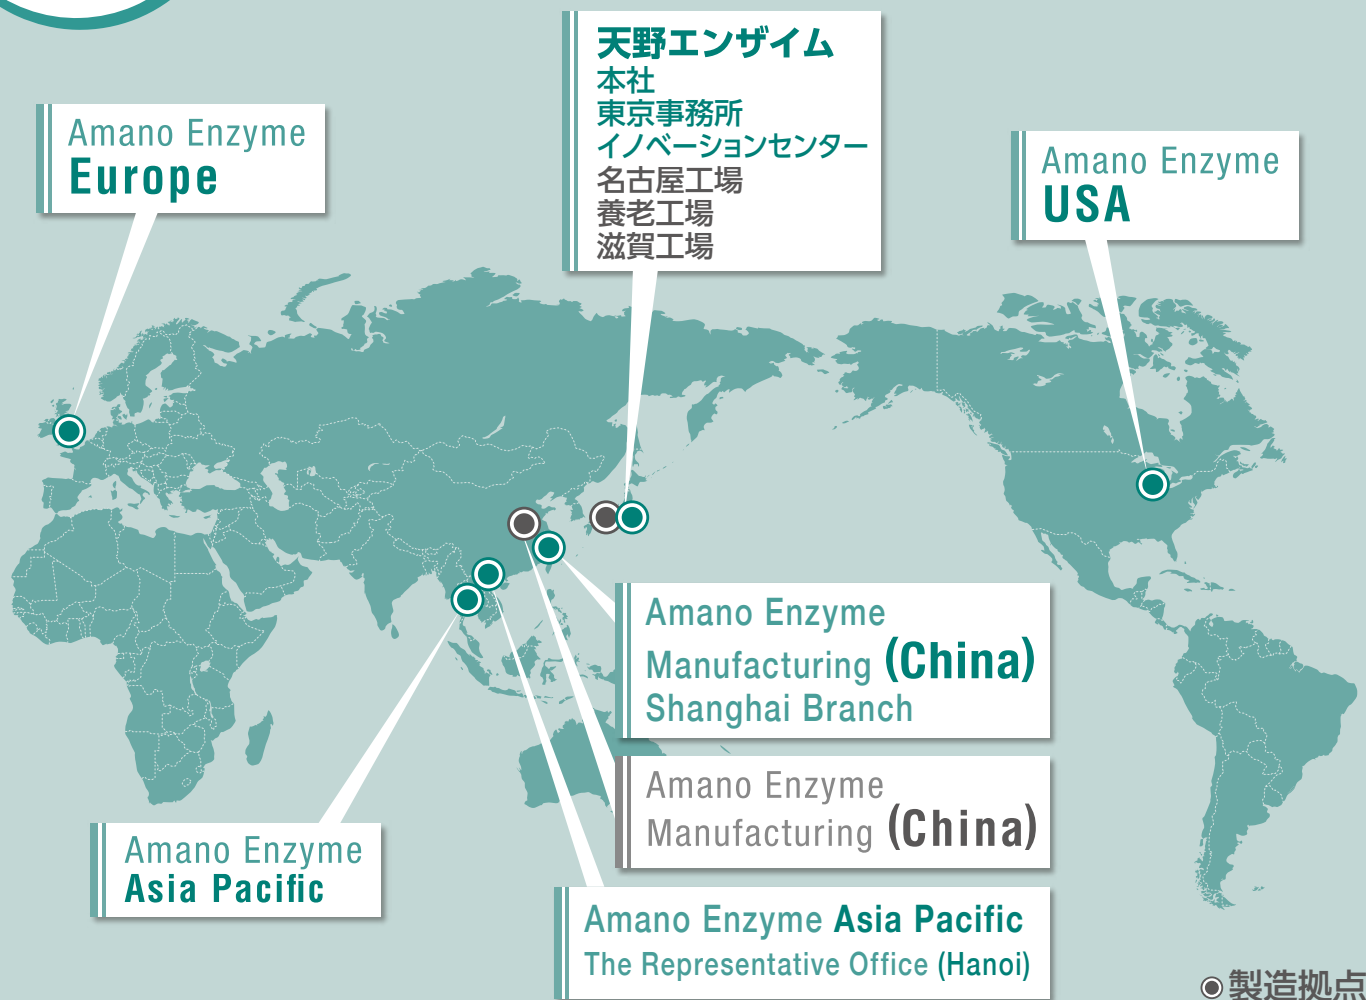 天野エンザイム
本社
東京事務所
イノベーションセンター
名古屋工場
養老工場
滋賀工場
Amano Enzyme
Europe
Amano Enzyme
USA
Amano Enzyme
Manufacturing (China)
Shanghai Branch
Amano Enzyme
Manufacturing (China)
Amano Enzyme
Asia Pacific
Amano Enzyme Asia Pacific
The Representative Office (Hanoi)
製造拠点